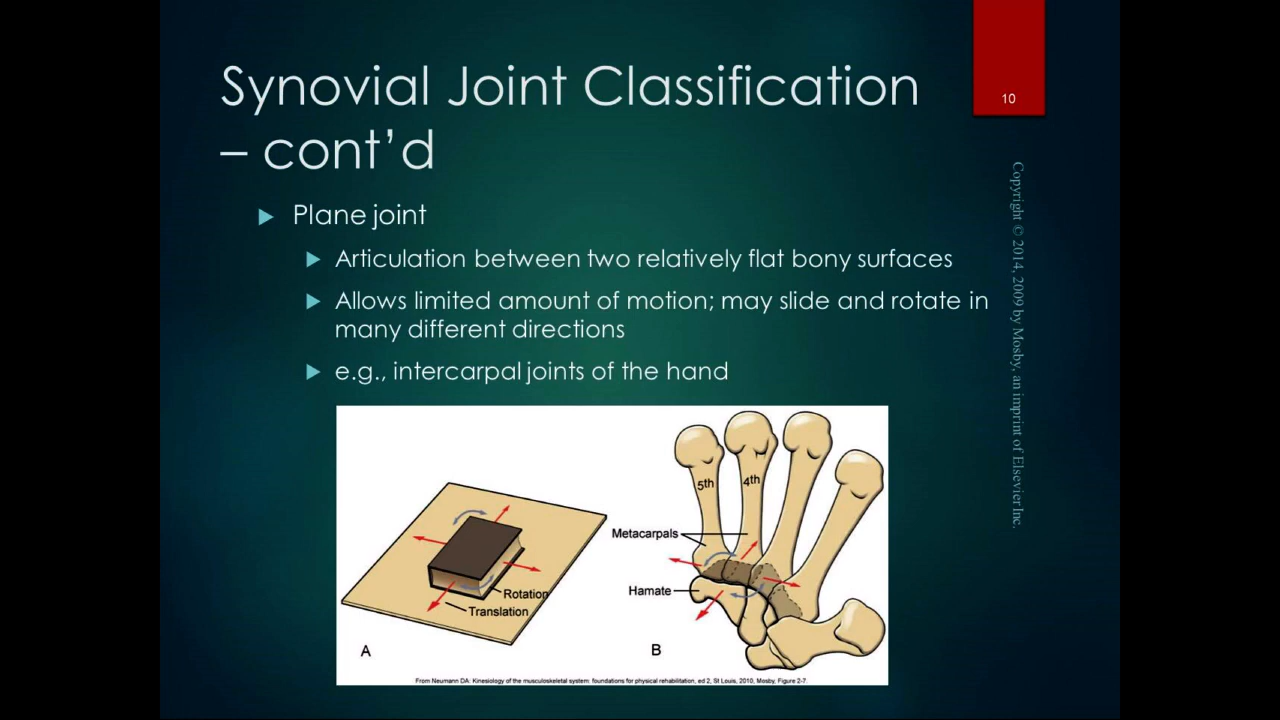 Synovial Joint Classification
– cont’d
10
Plane joint
Articulation between two relatively flat bony surfaces
Allows limited amount of motion; may slide and rotate in
many different directions
e.g., intercarpal joints of the hand
Rotation
Translation
A
5th
4th
Metacarpals
Hamate
B
From Neumann DA: Kinesiology of the musculoskeletal system: foundations for physical rehabilitation, ed 2, St Louis, 2010, Mosby, Figure 2-7.
Copyright © 2014, 2009 by Mosby, an imprint of Elsevier Inc.